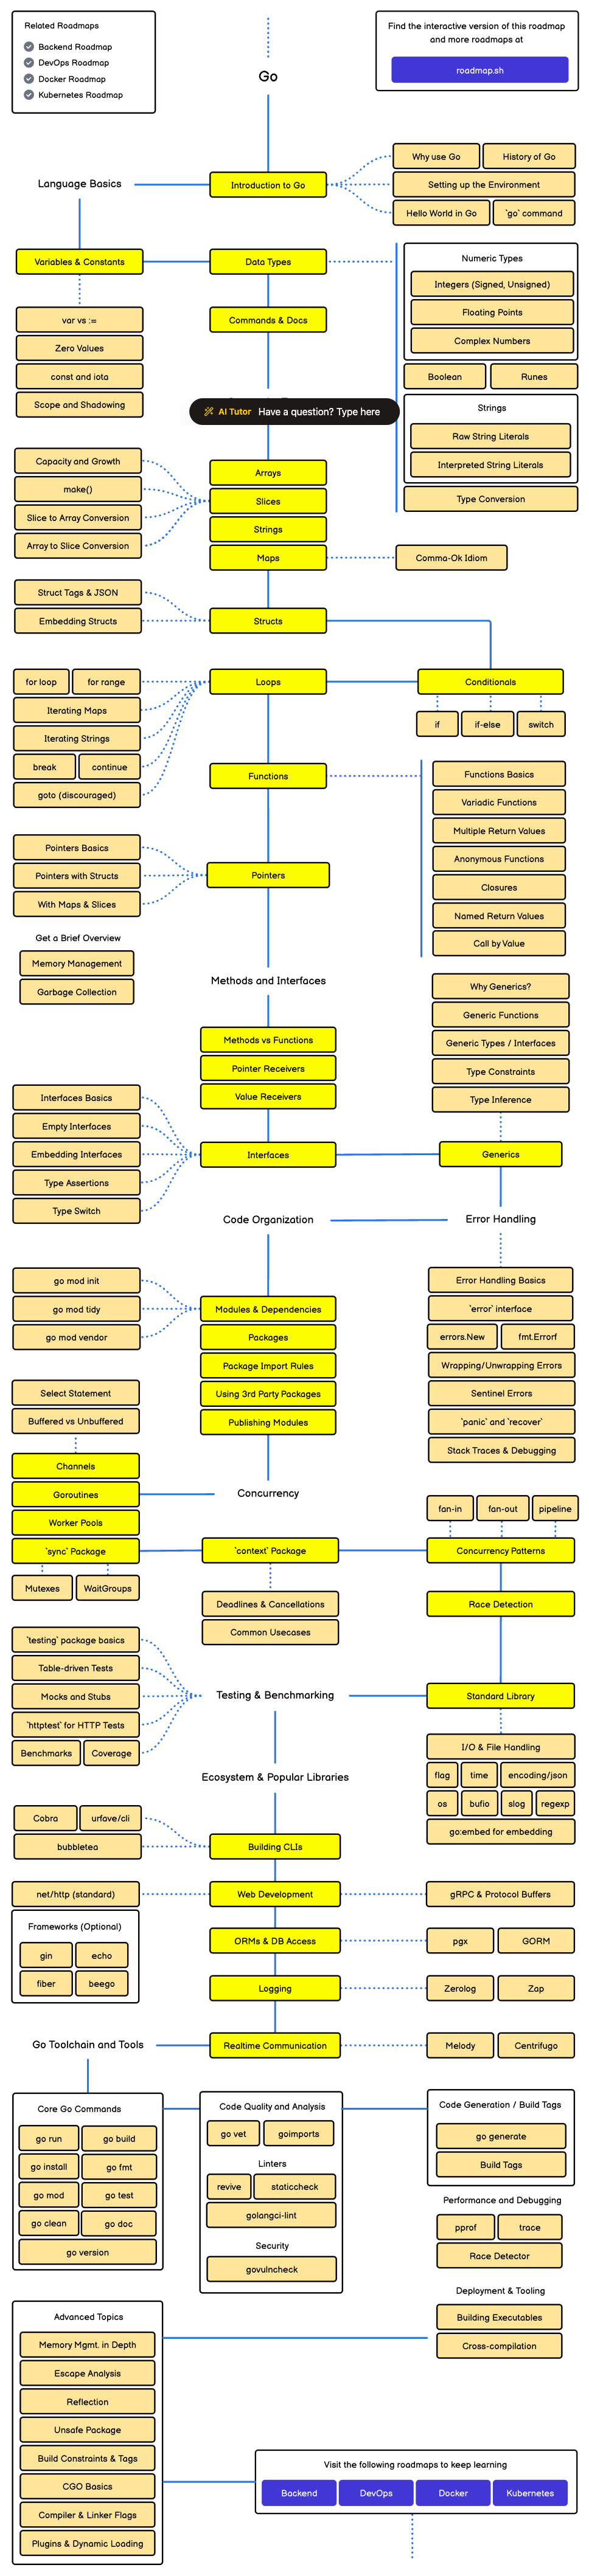 Related Roadmaps
Backend Roadmap
DevOps Roadmap
Docker Roadmap
Kubernetes Roadmap
Go
Find the interactive version of this roadmap
and more roadmaps at
roadmap.sh
Language Basics
Introduction to Go
Why use Go
History of Go
Setting up the Environment
Hello World in Go
`go` command
Variables & Constants
Data Types
Commands & Docs
var vs :=
Zero Values
const and iota
Scope and Shadowing
Numeric Types
Integers (Signed, Unsigned)
Floating Points
Complex Numbers
Boolean
Runes
Strings
Raw String Literals
Interpreted String Literals
Type Conversion
AI Tutor Have a question? Type here
Capacity and Growth
make()
Slice to Array Conversion
Array to Slice Conversion
Arrays
Slices
Strings
Maps
Comma-Ok Idiom
Struct Tags & JSON
Embedding Structs
Structs
for loop
for range
Iterating Maps
Iterating Strings
break
continue
goto (discouraged)
Loops
Conditionals
if
if-else
switch
Functions
Functions Basics
Variadic Functions
Multiple Return Values
Anonymous Functions
Closures
Named Return Values
Call by Value
Pointers Basics
Pointers with Structs
With Maps & Slices
Pointers
Get a Brief Overview
Memory Management
Garbage Collection
Methods and Interfaces
Methods vs Functions
Pointer Receivers
Value Receivers
Why Generics?
Generic Functions
Generic Types / Interfaces
Type Constraints
Type Inference
Interfaces Basics
Empty Interfaces
Embedding Interfaces
Type Assertions
Type Switch
Interfaces
Generics
Code Organization
Error Handling
go mod init
go mod tidy
go mod vendor
Modules & Dependencies
Packages
Package Import Rules
Using 3rd Party Packages
Publishing Modules
Error Handling Basics
`error` interface
errors.New
fmt.Errorf
Wrapping/Unwrapping Errors
Sentinel Errors
`panic` and `recover`
Stack Traces & Debugging
Select Statement
Buffered vs Unbuffered
Channels
Goroutines
Worker Pools
`sync` Package
Mutexes
WaitGroups
Concurrency
`context` Package
Deadlines & Cancellations
Common Usecases
fan-in
fan-out
pipeline
Concurrency Patterns
Race Detection
`testing` package basics
Table-driven Tests
Mocks and Stubs
`httptest` for HTTP Tests
Benchmarks
Coverage
Testing & Benchmarking
Standard Library
I/O & File Handling
flag
time
encoding/json
os
bufio
slog
regexp
go:embed for embedding
Ecosystem & Popular Libraries
Cobra
urfave/cli
bubbletea
Building CLIs
net/http (standard)
Web Development
gRPC & Protocol Buffers
Frameworks (Optional)
gin
echo
fiber
beego
ORMs & DB Access
pgx
GORM
Logging
Zerolog
Zap
Go Toolchain and Tools
Realtime Communication
Melody
Centrifugo
Core Go Commands
go run
go build
go install
go fmt
go mod
go test
go clean
go doc
go version
Code Quality and Analysis
go vet
goimports
Linters
revive
staticcheck
golangci-lint
Security
govulncheck
Code Generation / Build Tags
go generate
Build Tags
Performance and Debugging
pprof
trace
Race Detector
Deployment & Tooling
Building Executables
Cross-compilation
Advanced Topics
Memory Mgmt. in Depth
Escape Analysis
Reflection
Unsafe Package
Build Constraints & Tags
CGO Basics
Compiler & Linker Flags
Plugins & Dynamic Loading
Visit the following roadmaps to keep learning
Backend
DevOps
Docker
Kubernetes